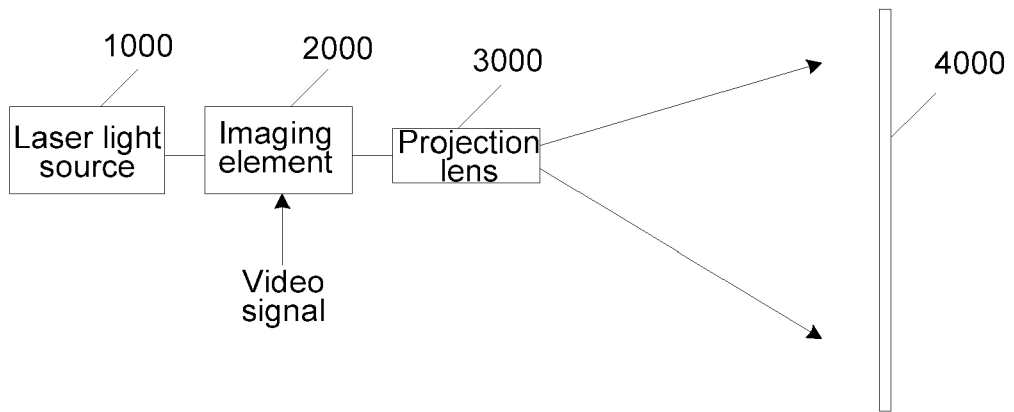 1000
2000
3000
4000
Laser light
source
Imaging
element
Projection
lens
Video
signal